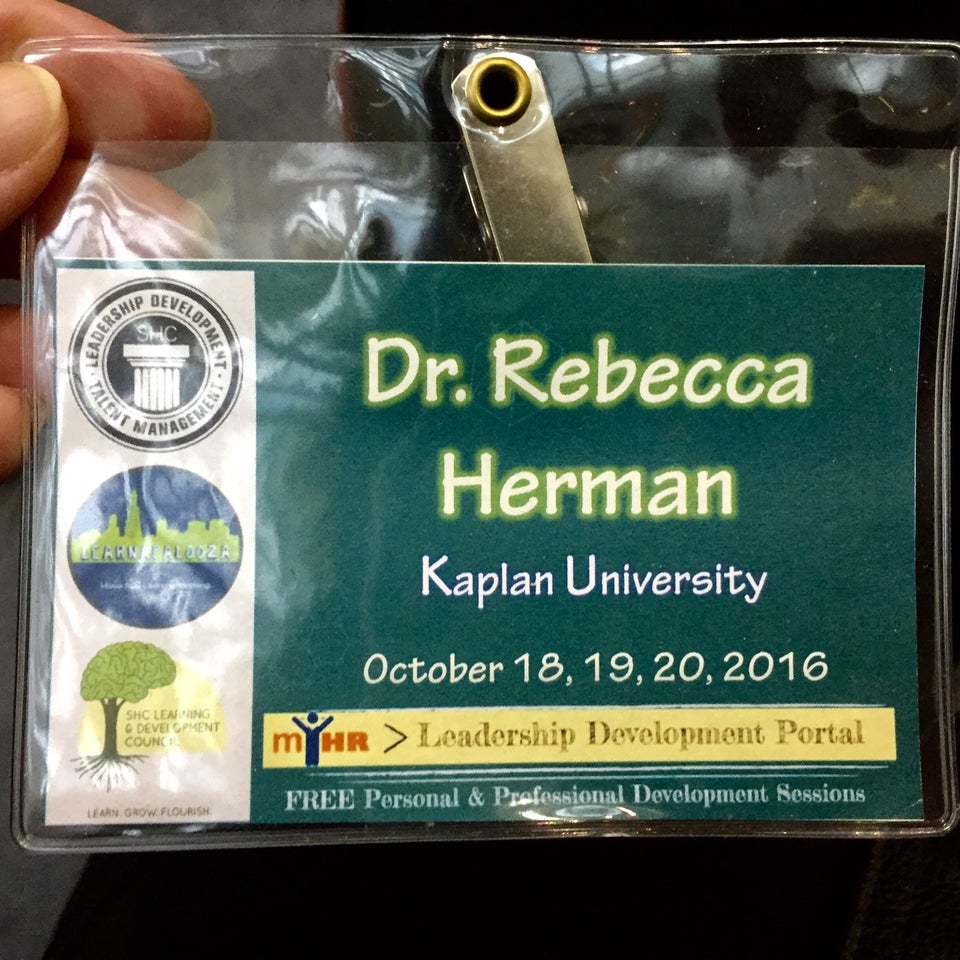 LEADERSHIP DEVELOPMENT
SHC
TALENT MANAGEMENT
LEARNAPALOOZA
SHC LEARNING
& DEVELOPMENT
COUNCIL
LEARN. GROW. FLOURISH.
Dr. Rebecca
Herman
Kaplan University
October 18, 19, 20, 2016
mYHR > Leadership Development Portal
FREE Personal & Professional Development Sessions